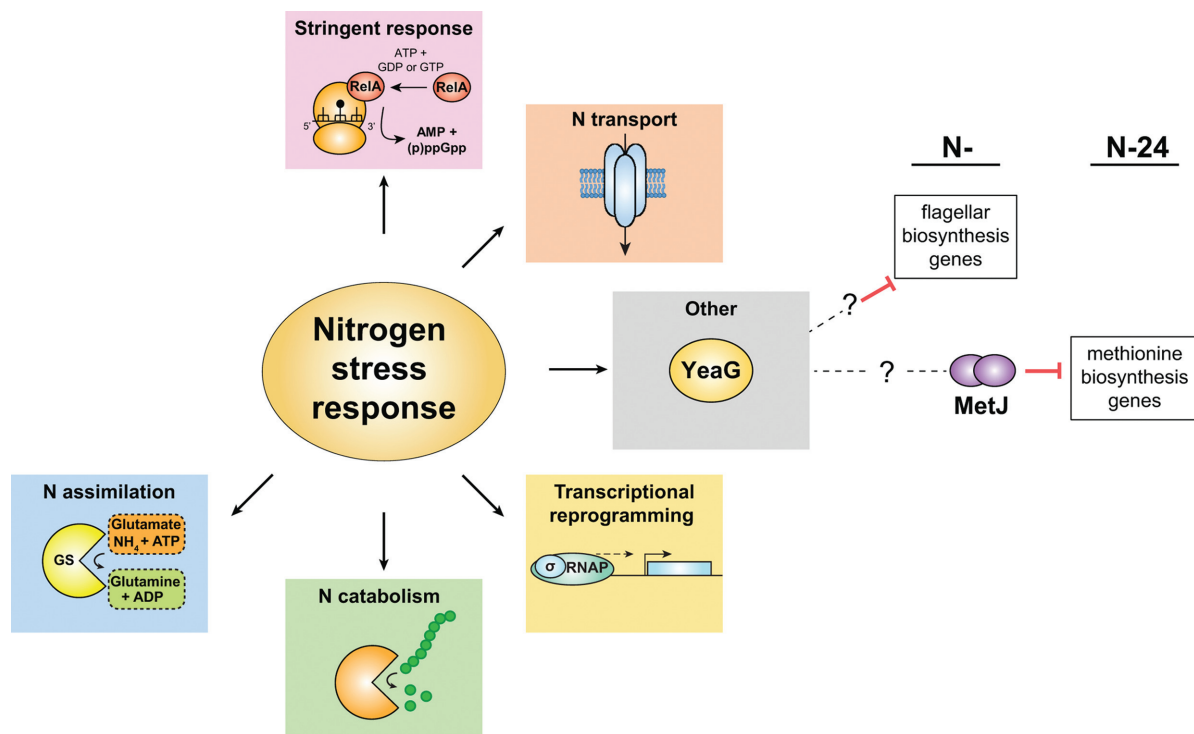 Stringent response
ATP +
GDP or GTP
RelA
RelA
5'
3'
AMP +
(p)ppGpp
N transport
N-
N-24
flagellar
biosynthesis
genes
?
Other
YeaG
?
MetJ
methionine
biosynthesis
genes
Nitrogen
stress
response
N assimilation
GS
Glutamate
NH4 + ATP
Glutamine
+ ADP
N catabolism
Transcriptional
reprogramming
σ
RNAP